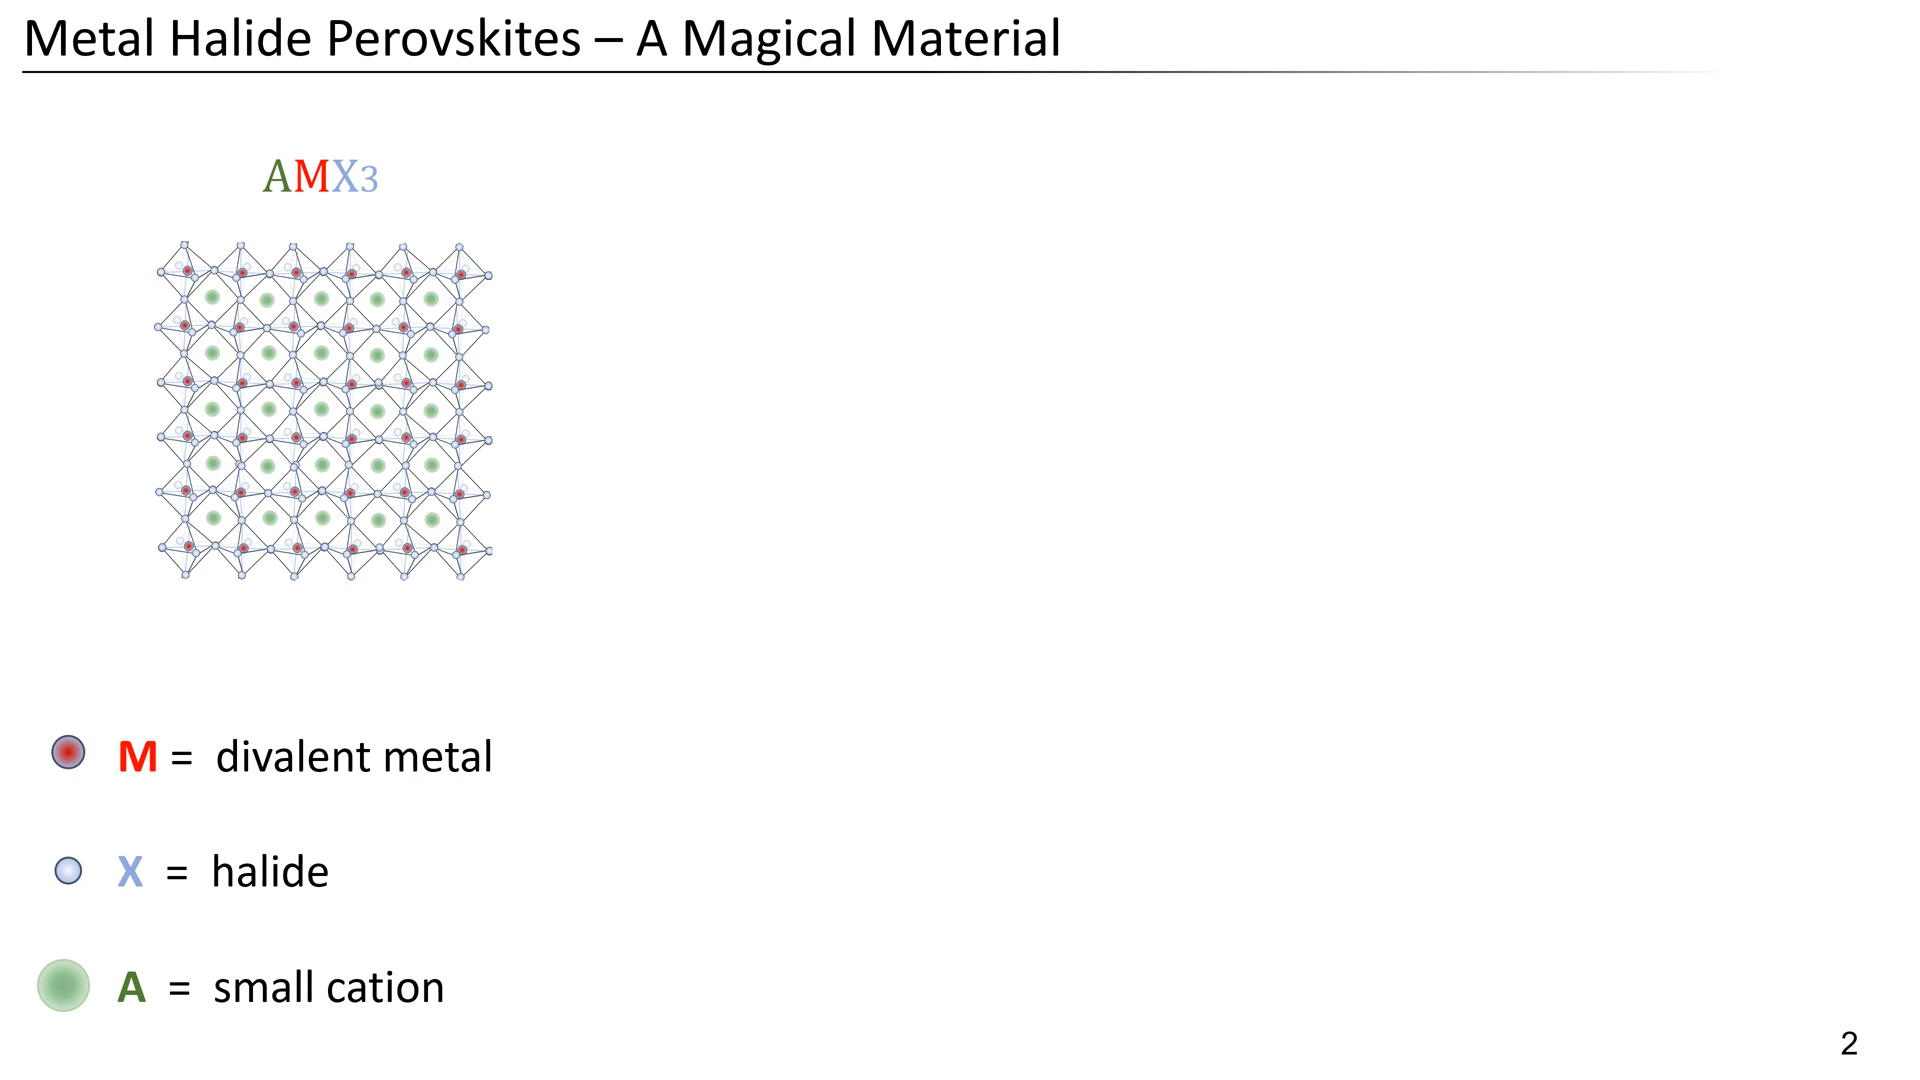 Metal Halide Perovskites – A Magical Material
AMX3
M = divalent metal
X = halide
A = small cation
2